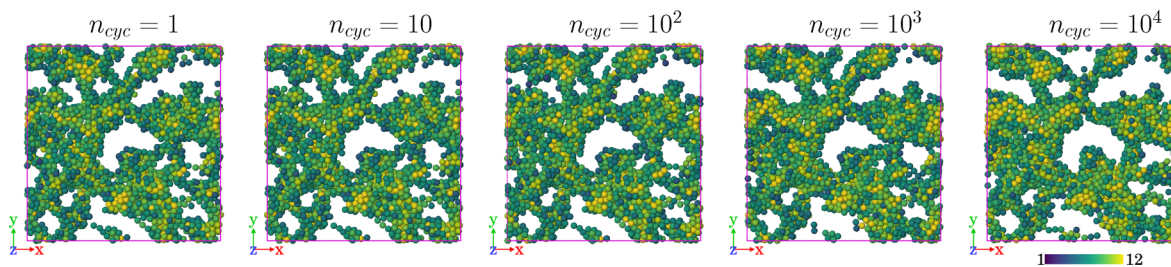 n_{cyc} = 1
n_{cyc} = 10
n_{cyc} = 10^2
n_{cyc} = 10^3
n_{cyc} = 10^4
y
z x
y
z x
y
z x
y
z x
y
z x
1 12